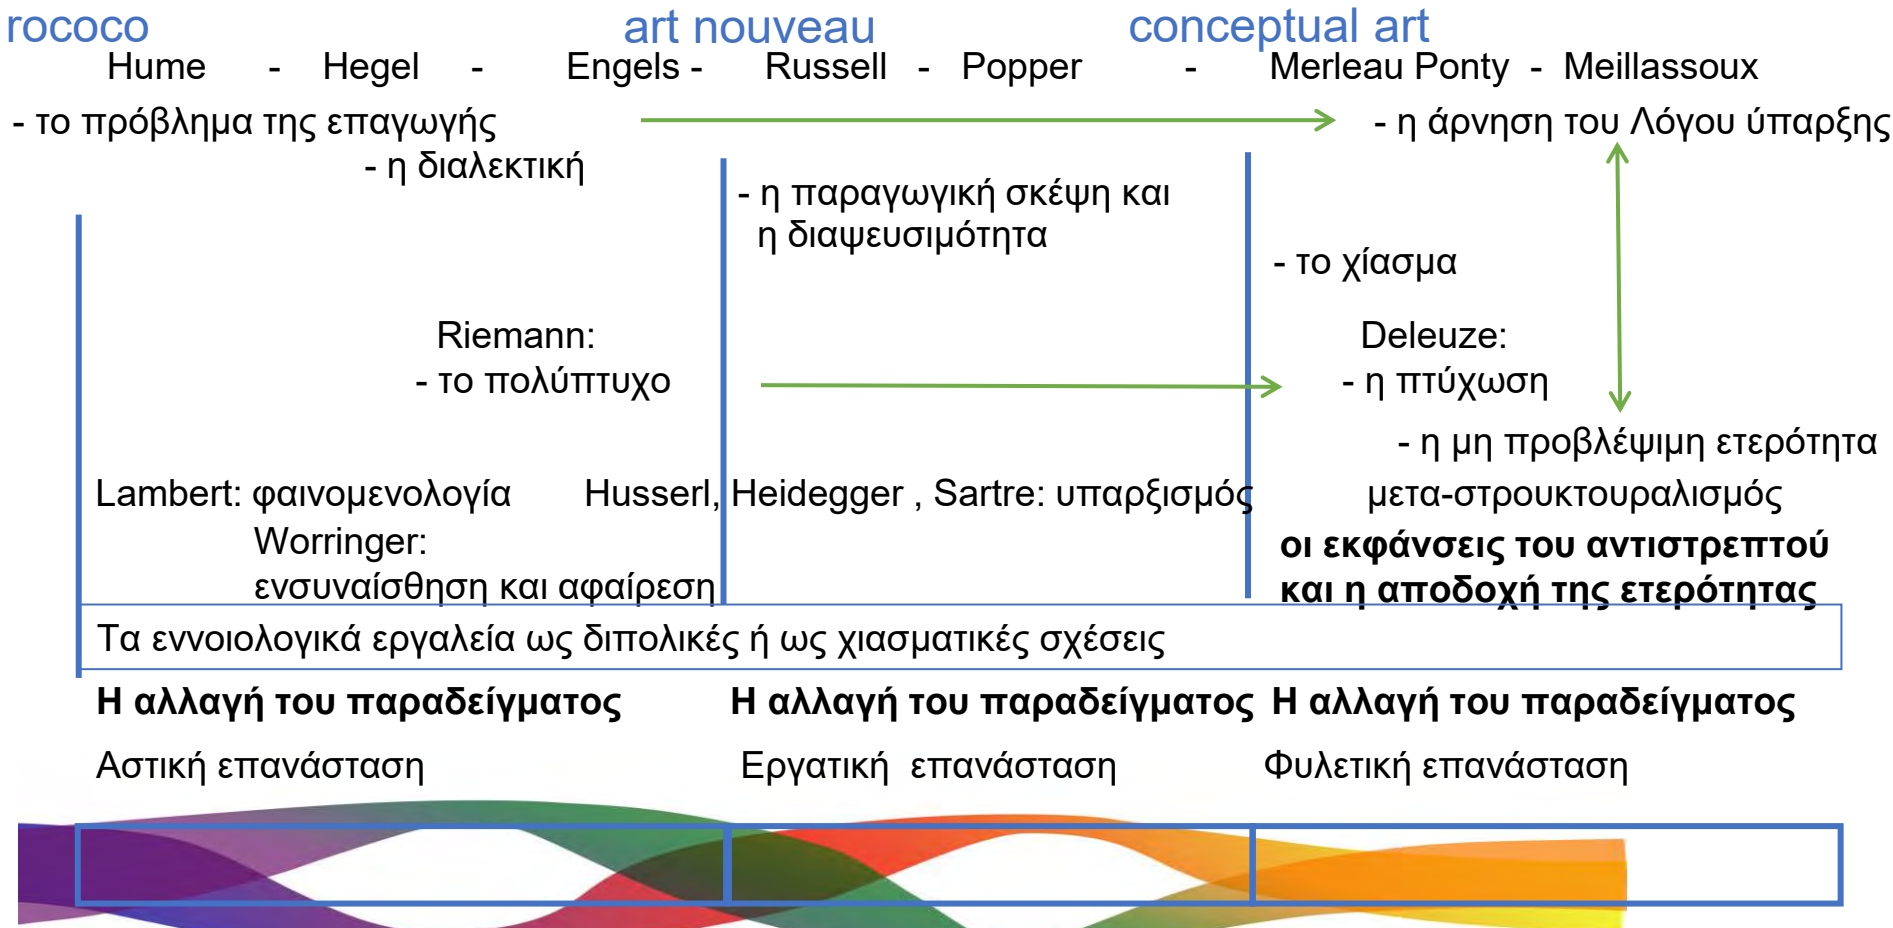 rococo art nouveau conceptual art
Hume - Hegel - Engels - Russell - Popper - Merleau Ponty - Meillassoux
- το πρόβλημα της επαγωγής - η άρνηση του Λόγου ύπαρξης
- η διαλεκτική
- η παραγωγική σκέψη και
η διαψευσιμότητα
- το χίασμα
Riemann: Deleuze:
- το πολύπτυχο - η πτύχωση
- η μη προβλέψιμη ετερότητα
Lambert: φαινομενολογία Husserl, Heidegger , Sartre: υπαρξισμός μετα-στρουκτουραλισμός
Worringer: οι εκφάνσεις του αντιστρεπτού
ενσυναίσθηση και αφαίρεση και η αποδοχή της ετερότητας
Τα εννοιολογικά εργαλεία ως διπολικές ή ως χιασματικές σχέσεις
Η αλλαγή του παραδείγματος Η αλλαγή του παραδείγματος Η αλλαγή του παραδείγματος
Αστική επανάσταση Εργατική επανάσταση Φυλετική επανάσταση